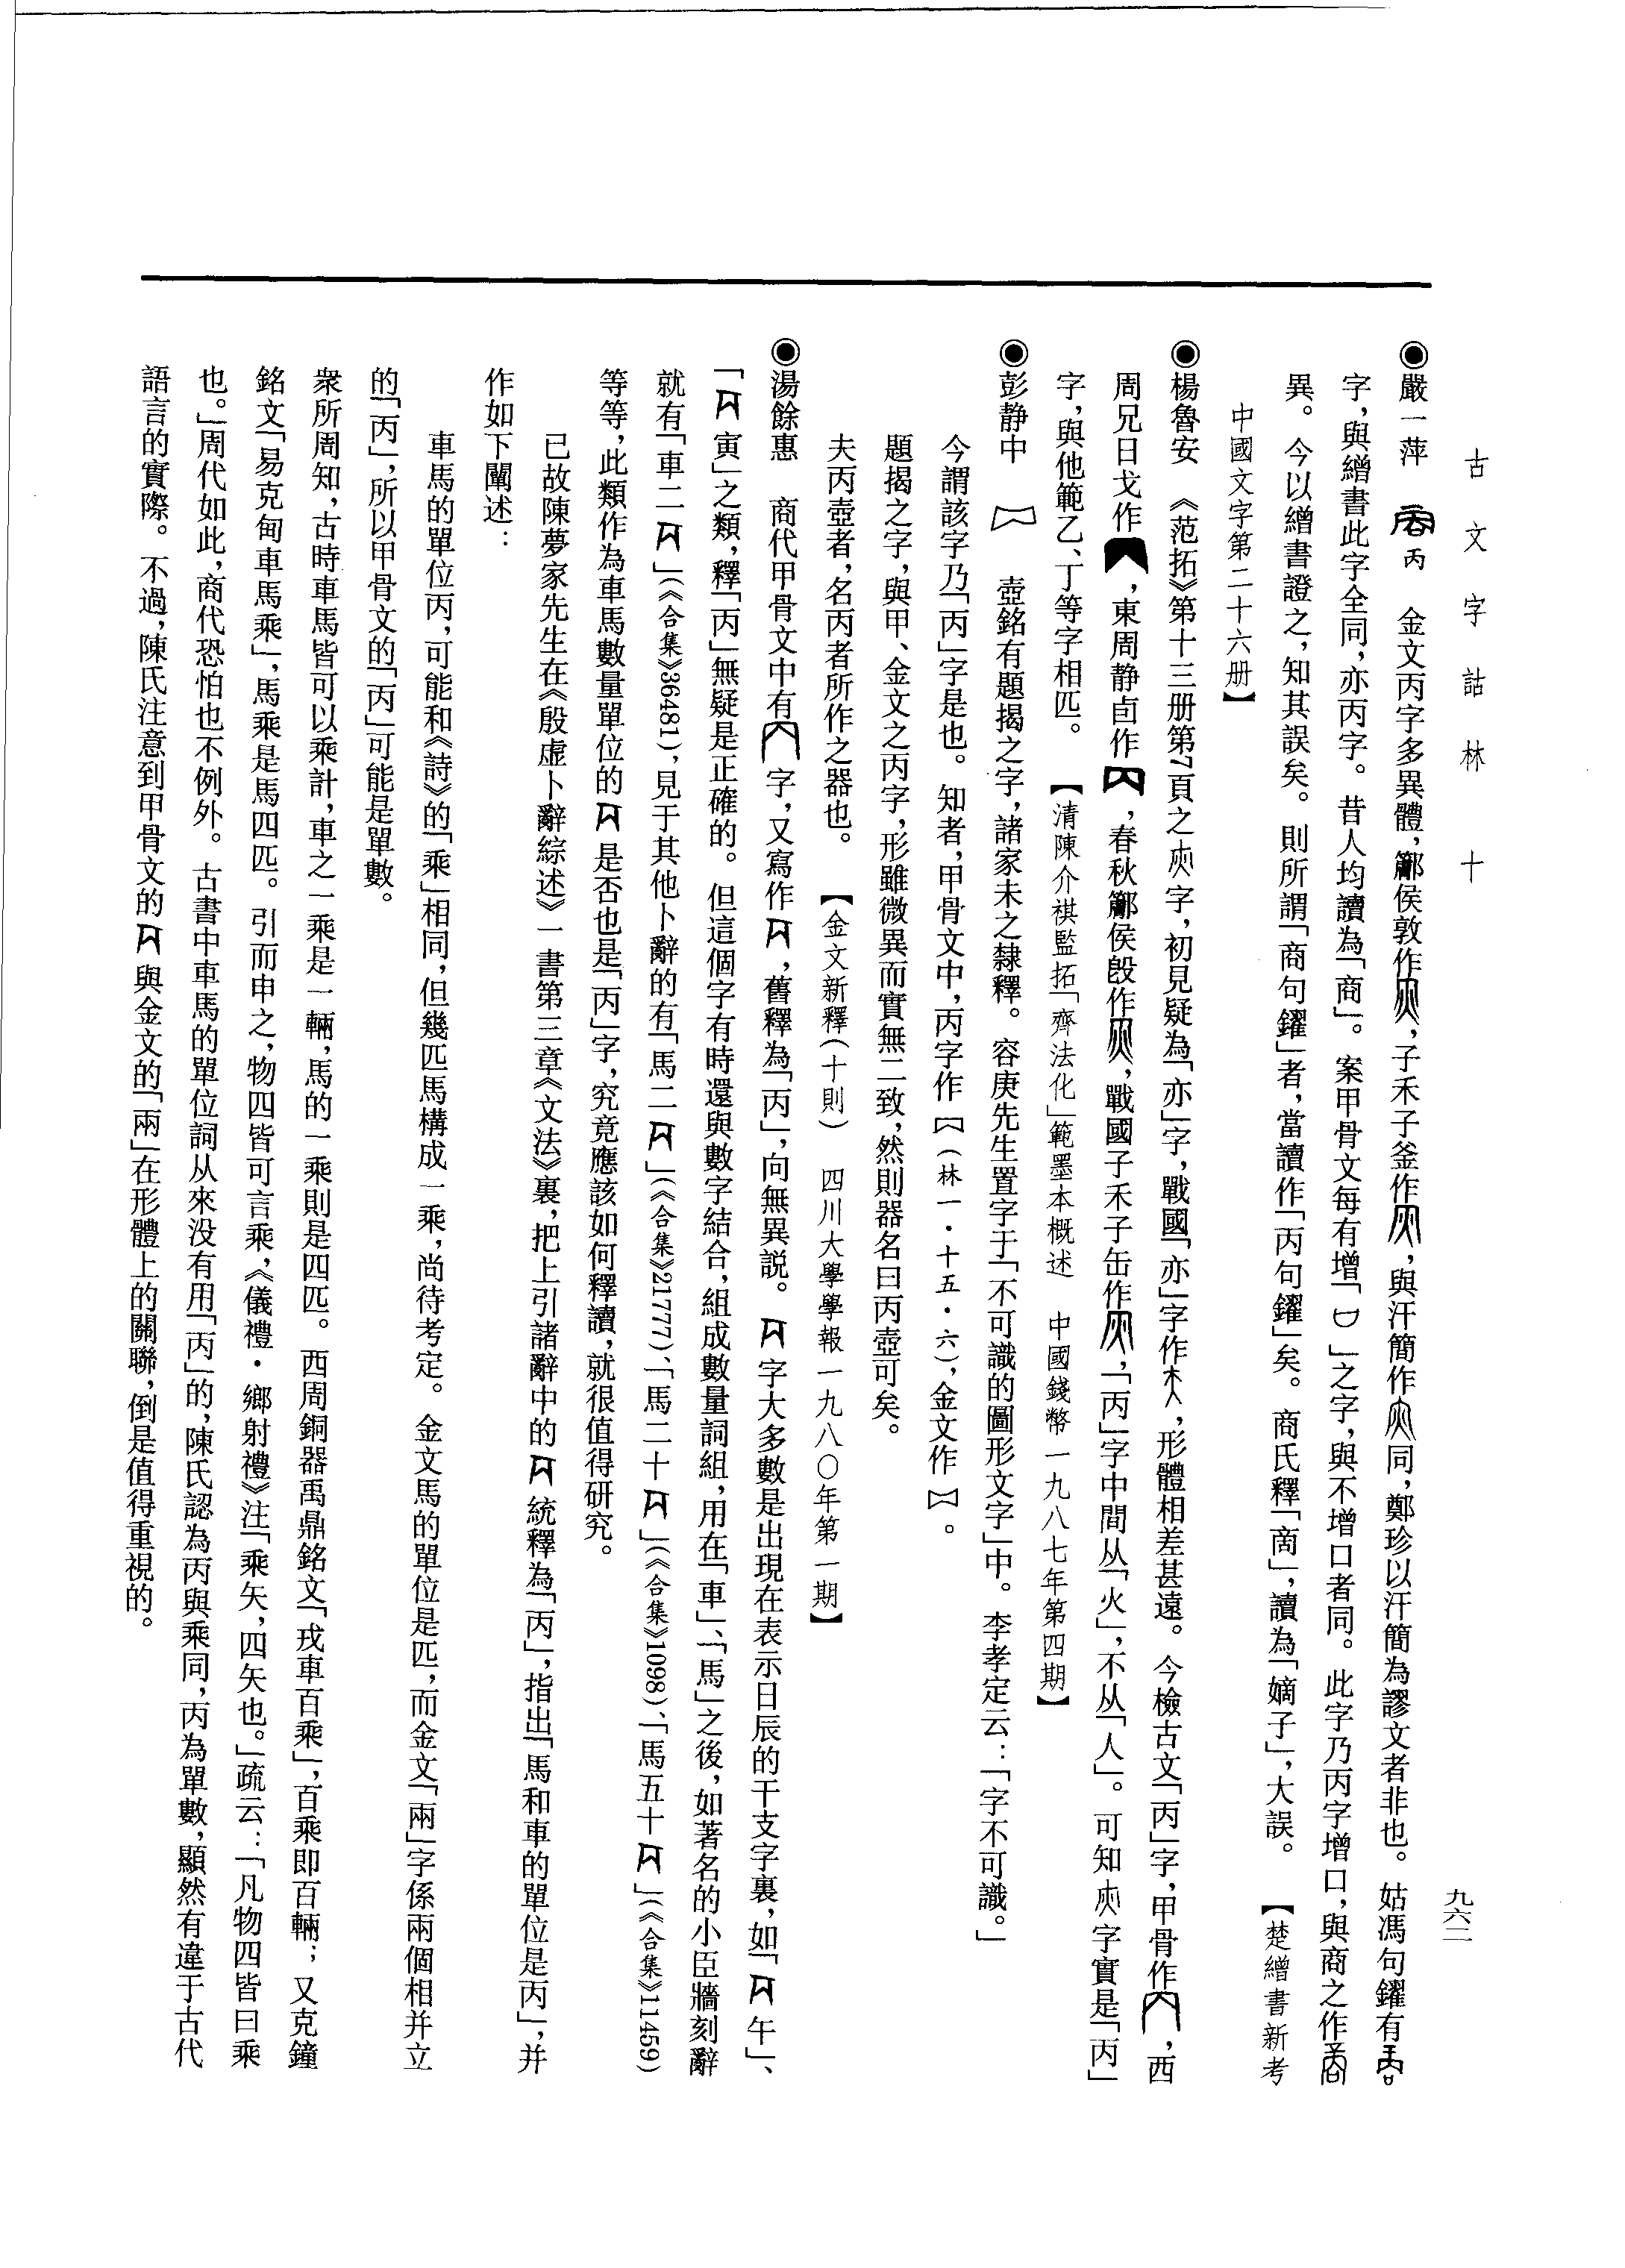 古文字詁林 十
九六二
◉嚴一萍 丙 金文丙字多異體，鄘侯敦作，子禾子釜作，與汗簡作同，鄭珍以汗簡為謬文者非也。姑馮句鑃有
字，與繒書此字全同，亦丙字。昔人均讀為「商」。案甲骨文每有增「」之字，與不增口者同。此字乃丙字增口，與商之作
異。今以繒書證之，知其誤矣。則所謂「商句鑃」者，當讀作「丙句鑃」矣。商氏釋「啇」，讀為「嫡子」，大誤。 【楚繒書新考
中國文字第二十六册】
◉楊魯安 《范拓》第十三册第7頁之字，初見疑為「亦」字，戰國「亦」字作，形體相差甚遠。今檢古文「丙」字，甲骨作，西
周兄日戈作，東周静卣作，春秋侯𣪘作，戰國子禾子缶作，「丙」字中間从「火」，不从「人」。可知字實是「丙」
字，與他範乙、丁等字相匹。 【清陳介祺監拓「齊法化」範墨本概述 中國錢幣一九八七年第四期】
◉彭静中 壺銘有題揭之字，諸家未之隸釋。容庚先生置字于「不可識的圖形文字」中。李孝定云：「字不可識。」
今謂該字乃「丙」字是也。知者，甲骨文中，丙字作（林一·十五·六），金文作。
題揭之字，與甲、金文之丙字，形雖微異而實無二致，然則器名曰丙壺可矣。
夫丙壺者，名丙者所作之器也。 【金文新釋（十則） 四川大學學報一九八〇年第一期】
◉湯餘惠 商代甲骨文中有字，又寫作，舊釋為「丙」，向無異説。字大多數是出現在表示日辰的干支字裏，如「午」、
「寅」之類，釋「丙」無疑是正確的。但這個字有時還與數字結合，組成數量詞組，用在「車」、「馬」之後，如著名的小臣牆刻辭
就有「車二」（《合集》36481），見于其他卜辭的有「馬二」（《合集》21777）、「馬二十」（《合集》1098）、「馬五十」（《合集》11459）
等等，此類作為車馬數量單位的是否也是「丙」字，究竟應該如何釋讀，就很值得研究。
已故陳夢家先生在《殷虚卜辭綜述》一書第三章《文法》裏，把上引諸辭中的統釋為「丙」，指出「馬和車的單位是丙」，并
作如下闡述：
車馬的單位丙，可能和《詩》的「乘」相同，但幾匹馬構成一乘，尚待考定。金文馬的單位是匹，而金文「兩」字係兩個相并立
的「丙」，所以甲骨文的「丙」可能是單數。
衆所周知，古時車馬皆可以乘計，車之一乘是一輛，馬的一乘則是四匹。西周銅器禹鼎銘文「戎車百乘」，百乘即百輛；又克鐘
銘文「易克甸車馬乘」，馬乘是馬四匹。引而申之，物四皆可言乘，《儀禮·鄉射禮》注「乘矢，四矢也。」疏云：「凡物四皆曰乘
也。」周代如此，商代恐怕也不例外。古書中車馬的單位詞从來没有用「丙」的，陳氏認為丙與乘同，丙為單數，顯然有違于古代
語言的實際。不過，陳氏注意到甲骨文的與金文的「兩」在形體上的關聯，倒是值得重視的。